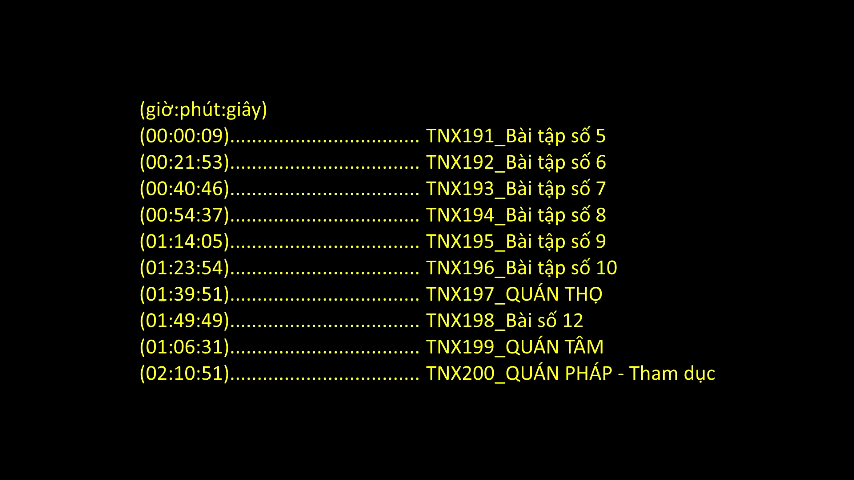 (giờ:phút:giây)
(00:00:09)................................... TNX191_Bài tập số 5
(00:21:53)................................... TNX192_Bài tập số 6
(00:40:46)................................... TNX193_Bài tập số 7
(00:54:37)................................... TNX194_Bài tập số 8
(01:14:05)................................... TNX195_Bài tập số 9
(01:23:54)................................... TNX196_Bài tập số 10
(01:39:51)................................... TNX197_QUÁN THỌ
(01:49:49)................................... TNX198_Bài số 12
(01:06:31)................................... TNX199_QUÁN TÂM
(02:10:51)................................... TNX200_QUÁN PHÁP - Tham dục